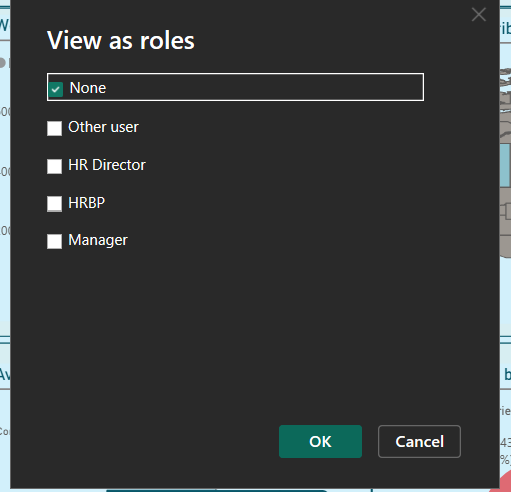 View as roles
None
Other user
HR Director
HRBP
Manager
OK
Cancel